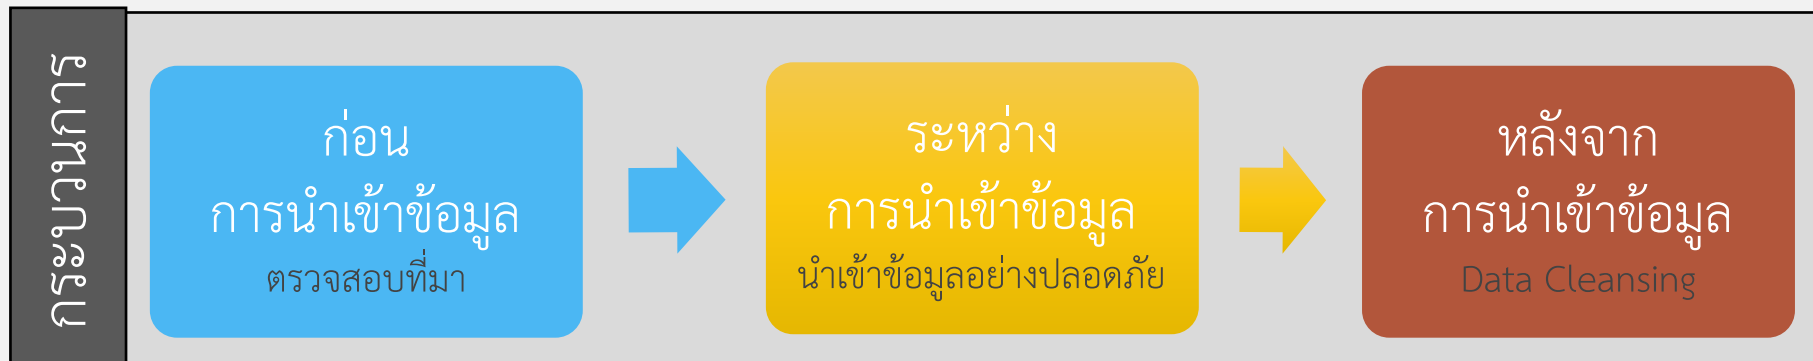 กระบวนการ
ก่อน
การนำเข้าข้อมูล
ตรวจสอบที่มา
ระหว่าง
การนำเข้าข้อมูล
นำเข้าข้อมูลอย่างปลอดภัย
หลังจาก
การนำเข้าข้อมูล
Data Cleansing